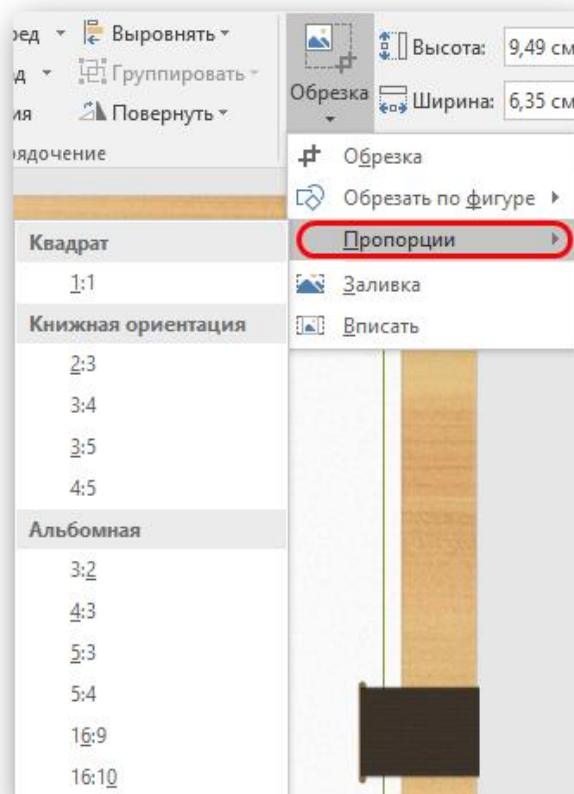 ред Выровнять
д Группировать
ия Повернуть
рядочение
Обрезка
Высота: 9,49 см
Ширина: 6,35 см
Обрезка
Обрезать по фигуре
Пропорции
Заливка
Вписать
Квадрат
1:1
Книжная ориентация
2:3
3:4
3:5
4:5
Альбомная
3:2
4:3
5:3
5:4
16:9
16:10